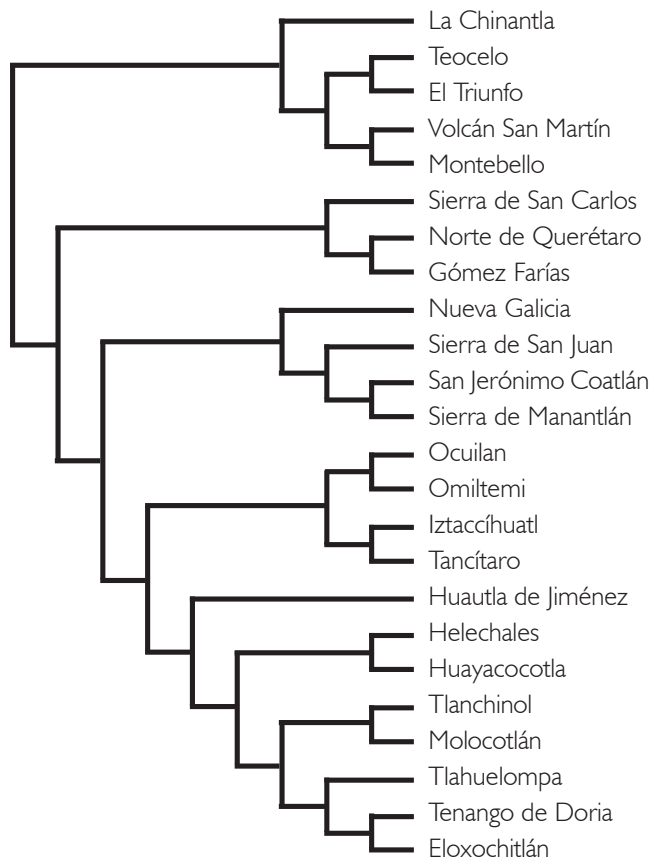 La Chinantla
Teocelo
El Triunfo
Volcán San Martín
Montebello
Sierra de San Carlos
Norte de Querétaro
Gómez Farías
Nueva Galicia
Sierra de San Juan
San Jerónimo Coatlán
Sierra de Manantlán
Ocuilan
Omiltemi
Iztaccíhuatl
Tancítaro
Huautla de Jiménez
Helechales
Huayacocotla
Tlanchinol
Molocotlán
Tlahuelompa
Tenango de Doria
Eloxochitlán